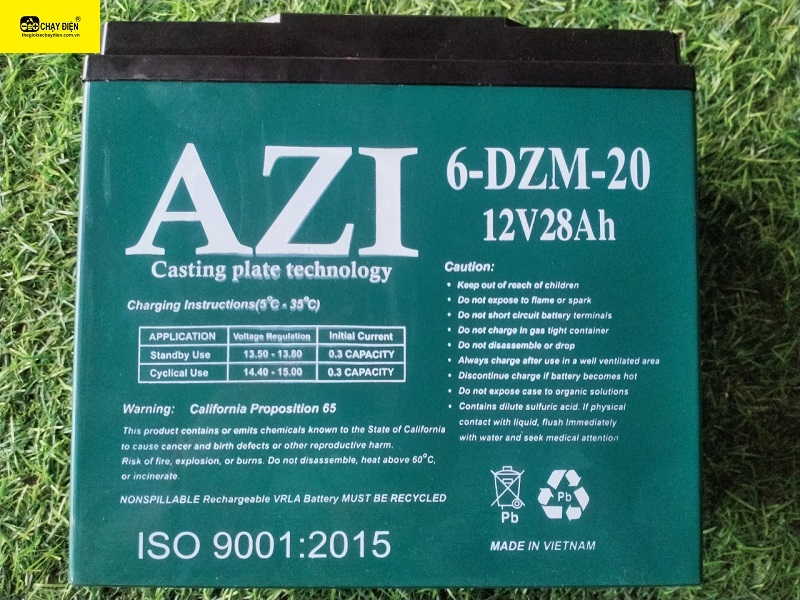 CHẠY ĐIỆN
thegioixechaydien.com.vn
AZI
Casting plate technology
6-DZM-20
12V28Ah
Charging Instructions(5°C - 35°C)
APPLICATION Voltage Regulation Initial Current
Standby Use 13.50 - 13.80 0.3 CAPACITY
Cyclical Use 14.40 - 15.00 0.3 CAPACITY
Warning: California Proposition 65
This product contains or emits chemicals known to the State of California
to cause cancer and birth defects or other reproductive harm.
Risk of fire, explosion, or burns. Do not disassemble, heat above 60°C,
or incinerate.
NONSPILLABLE Rechargeable VRLA Battery MUST BE RECYCLED
ISO 9001:2015
Caution:
• Keep out of reach of children
• Do not expose to flame or spark
• Do not short circuit battery terminals
• Do not charge in gas tight container
• Do not disassemble or drop
• Always charge after use in a well ventilated area
• Discontinue charge if battery becomes hot
• Do not expose case to organic solutions
• Contains dilute sulfuric acid. If physical
contact with liquid, flush Immediately
with water and seek medical attention
Pb
Pb
MADE IN VIETNAM